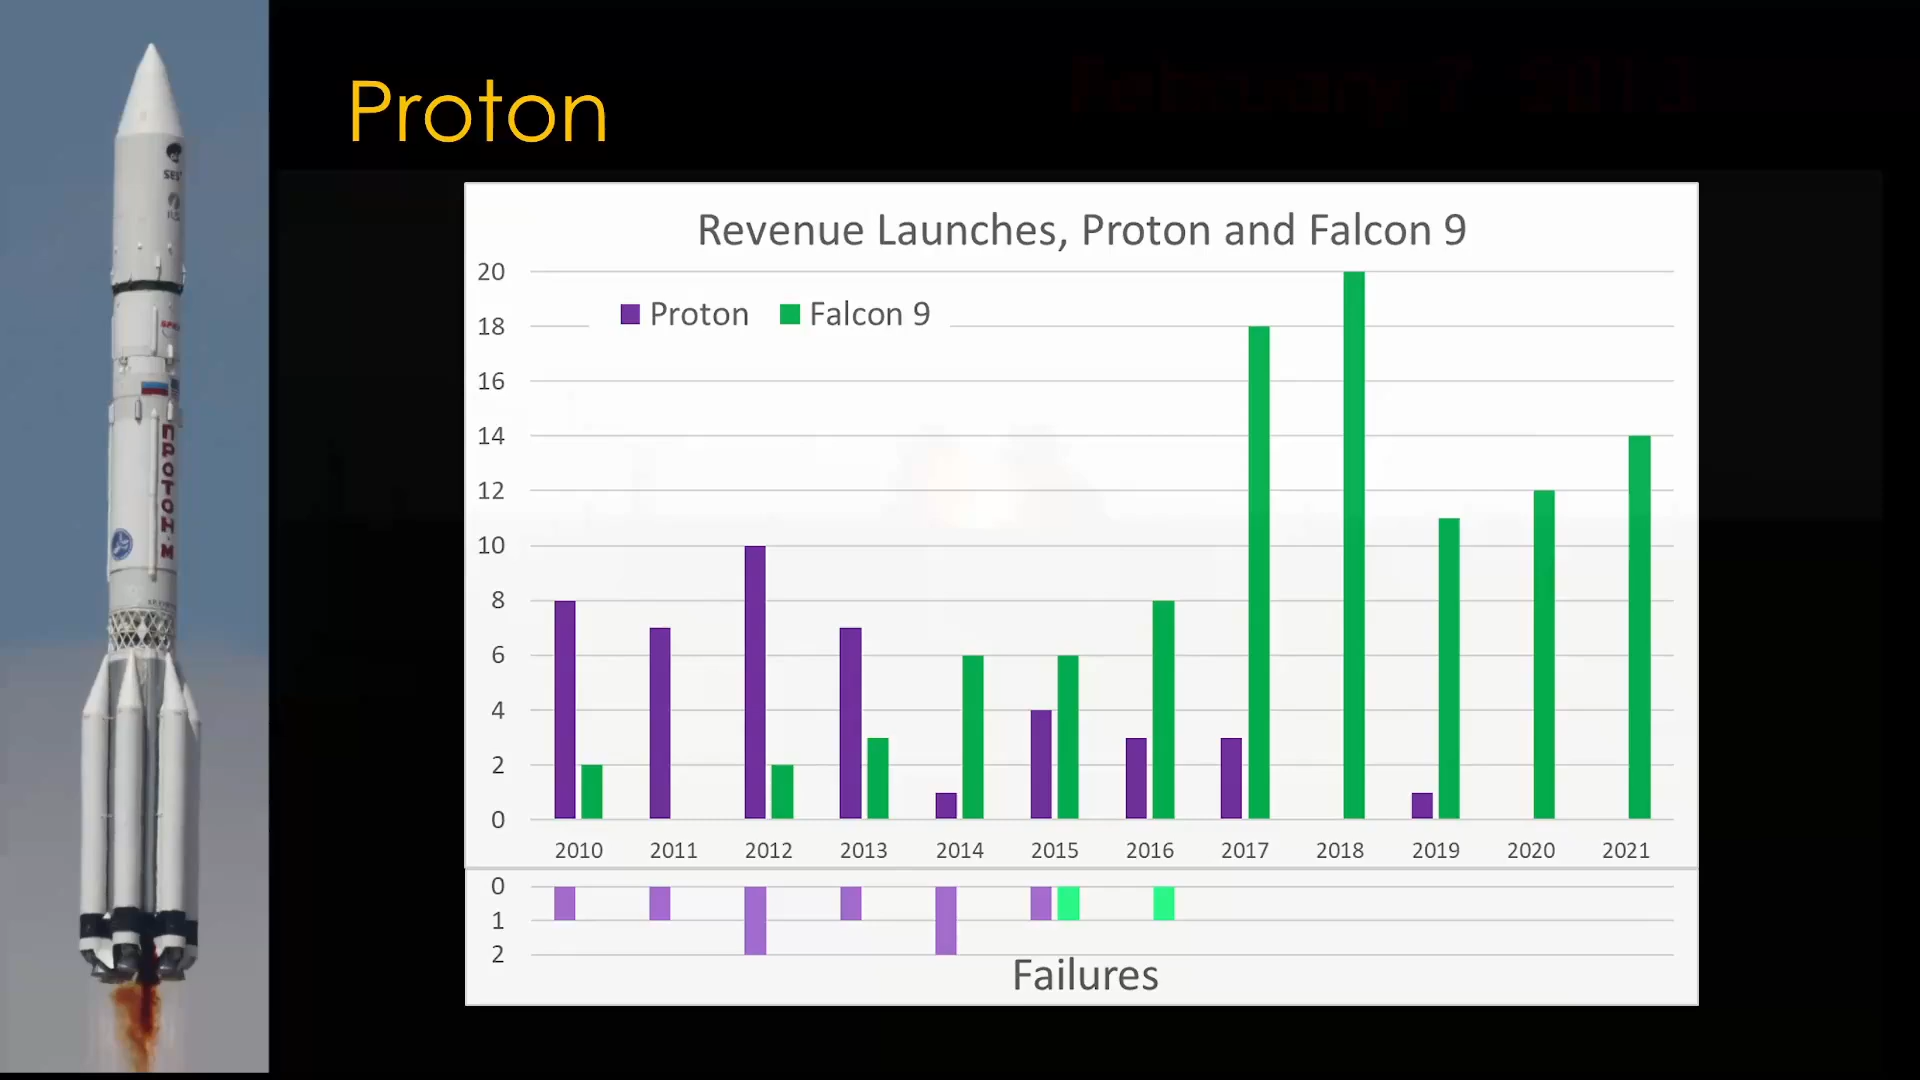 Proton
SES
ILS
ПРОТОН-М
Revenue Launches, Proton and Falcon 9
Proton Falcon 9
20
18
16
14
12
10
8
6
4
2
0
2010 2011 2012 2013 2014 2015 2016 2017 2018 2019 2020 2021
0
1
2
Failures